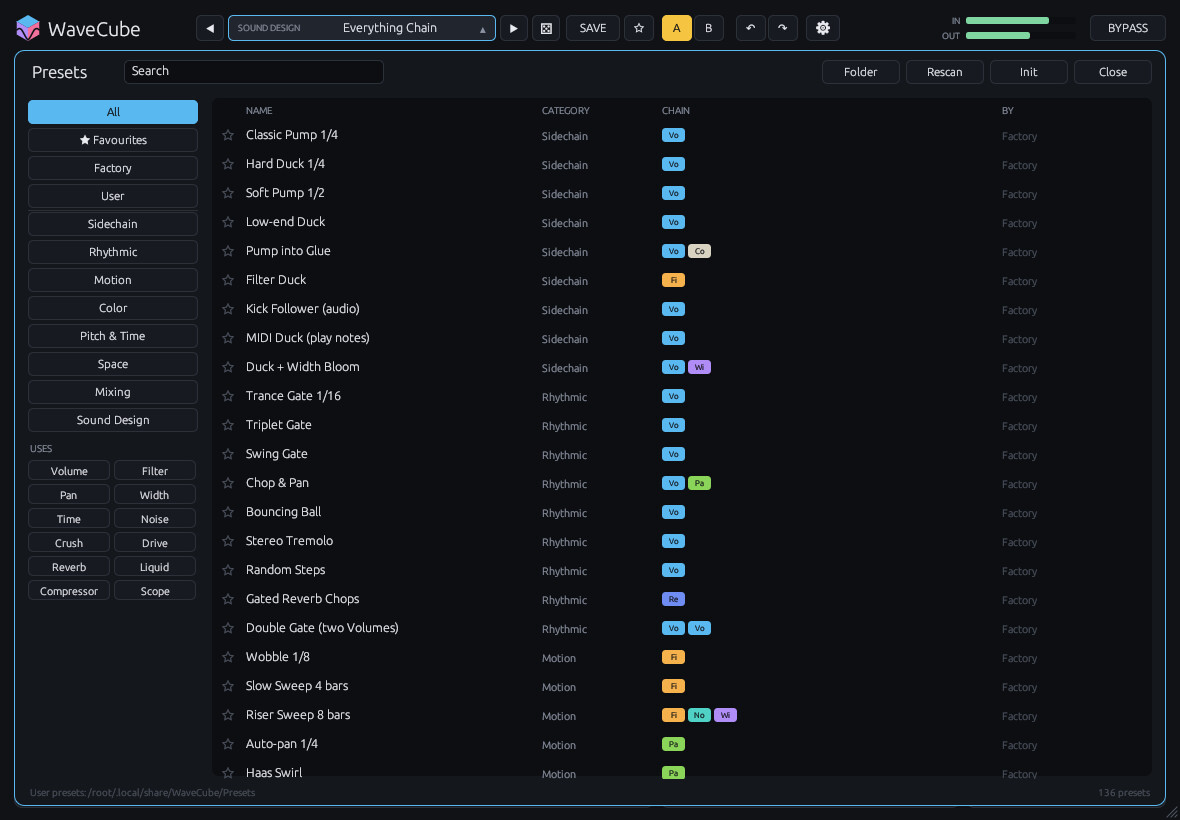 WaveCube
SOUND DESIGN Everything Chain
SAVE
A
B
IN
OUT
BYPASS
Presets
Search
Folder
Rescan
Init
Close
All
Favourites
Factory
User
Sidechain
Rhythmic
Motion
Color
Pitch & Time
Space
Mixing
Sound Design
USES
Volume Filter
Pan Width
Time Noise
Crush Drive
Reverb Liquid
Compressor Scope
NAME CATEGORY CHAIN BY
Classic Pump 1/4 Sidechain Vo Factory
Hard Duck 1/4 Sidechain Vo Factory
Soft Pump 1/2 Sidechain Vo Factory
Low-end Duck Sidechain Vo Factory
Pump into Glue Sidechain Vo Co Factory
Filter Duck Sidechain Fi Factory
Kick Follower (audio) Sidechain Vo Factory
MIDI Duck (play notes) Sidechain Vo Factory
Duck + Width Bloom Sidechain Vo Wi Factory
Trance Gate 1/16 Rhythmic Vo Factory
Triplet Gate Rhythmic Vo Factory
Swing Gate Rhythmic Vo Factory
Chop & Pan Rhythmic Vo Pa Factory
Bouncing Ball Rhythmic Vo Factory
Stereo Tremolo Rhythmic Vo Factory
Random Steps Rhythmic Vo Factory
Gated Reverb Chops Rhythmic Re Factory
Double Gate (two Volumes) Rhythmic Vo Vo Factory
Wobble 1/8 Motion Fi Factory
Slow Sweep 4 bars Motion Fi Factory
Riser Sweep 8 bars Motion Fi No Wi Factory
Auto-pan 1/4 Motion Pa Factory
Haas Swirl Motion Pa Factory
User presets: /root/.local/share/WaveCube/Presets
136 presets